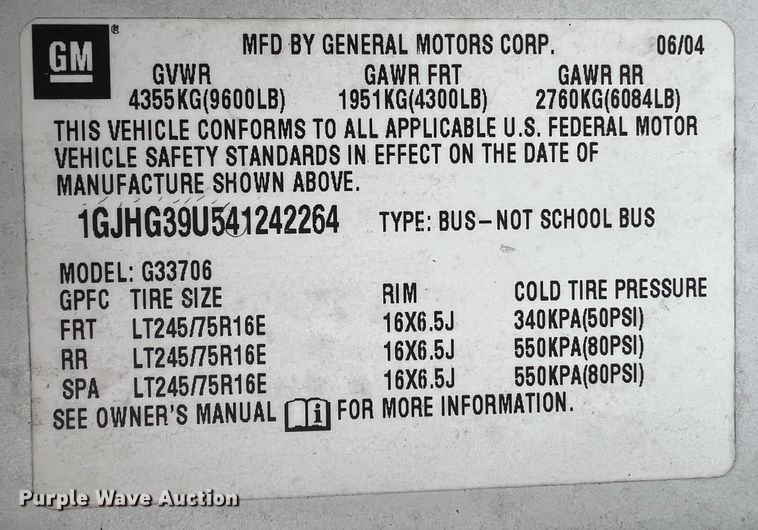 GM ® MFD BY GENERAL MOTORS CORP. 06/04
GVWR GAWR FRT GAWR RR
4355KG(9600LB) 1951KG(4300LB) 2760KG(6084LB)
THIS VEHICLE CONFORMS TO ALL APPLICABLE U.S. FEDERAL MOTOR
VEHICLE SAFETY STANDARDS IN EFFECT ON THE DATE OF
MANUFACTURE SHOWN ABOVE.
1GJHG39U541242264 TYPE: BUS-NOT SCHOOL BUS
MODEL: G33706
GPFC TIRE SIZE RIM COLD TIRE PRESSURE
FRT LT245/75R16E 16X6.5J 340KPA(50PSI)
RR LT245/75R16E 16X6.5J 550KPA(80PSI)
SPA LT245/75R16E 16X6.5J 550KPA(80PSI)
SEE OWNER'S MANUAL i FOR MORE INFORMATION.
Purple Wave Auction